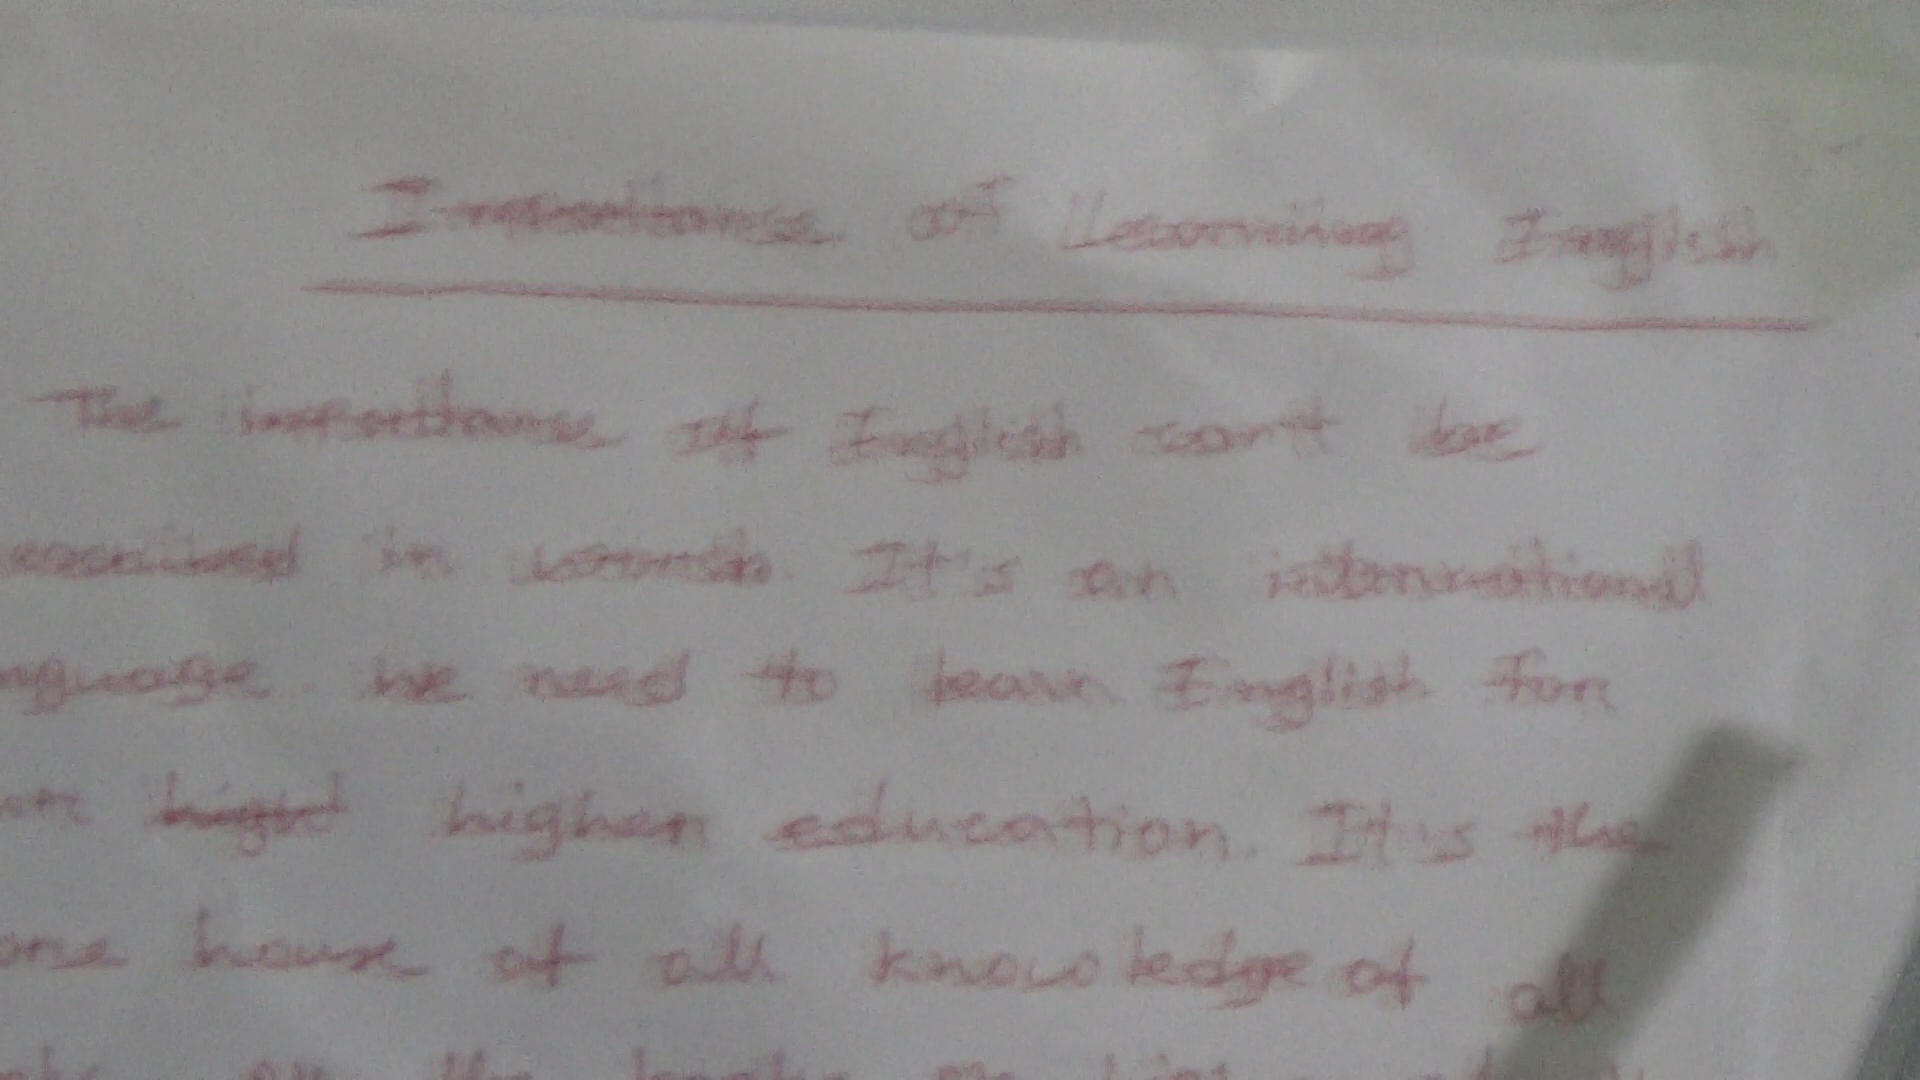 Importance of Learning English
The importance of English can't be
in words. It's an international
language. We need to learn English for
higher education. It's the
house of all knowledge of all